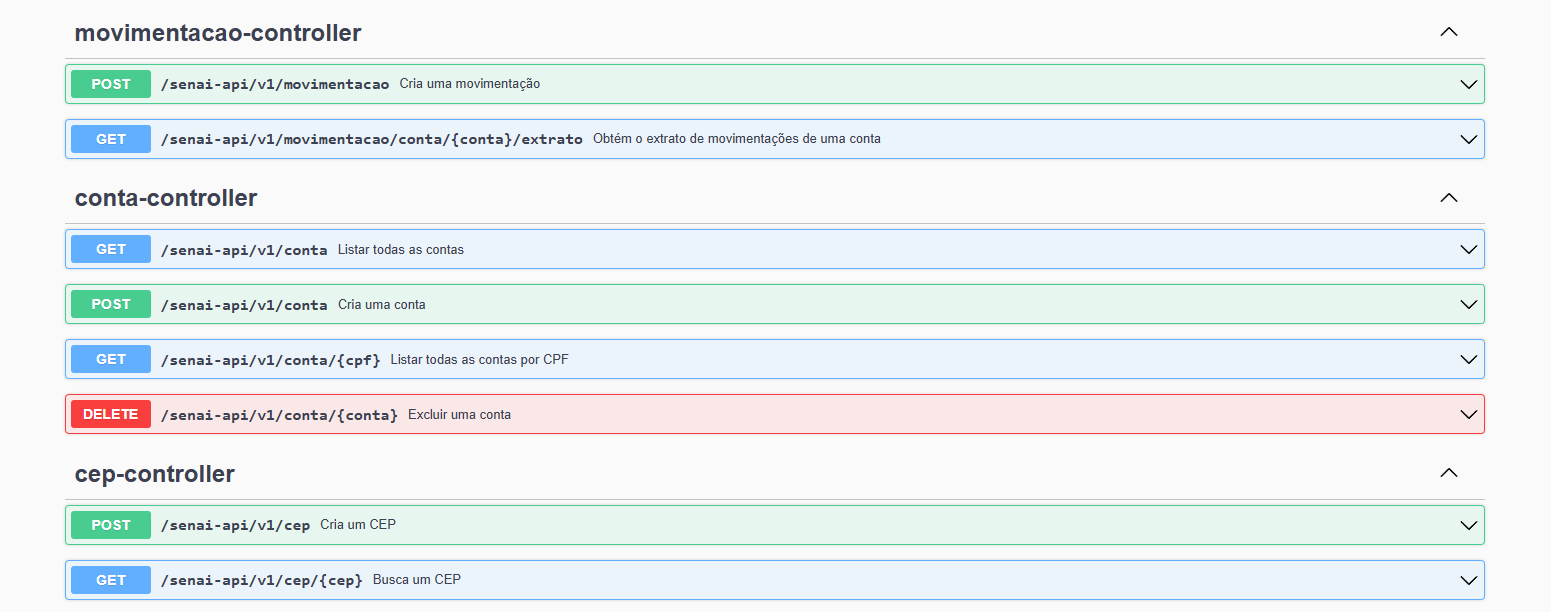 movimentacao-controller
POST /senai-api/v1/movimentacao Cria uma movimentação
GET /senai-api/v1/movimentacao/conta/{conta}/extrato Obtém o extrato de movimentações de uma conta
conta-controller
GET /senai-api/v1/conta Listar todas as contas
POST /senai-api/v1/conta Cria uma conta
GET /senai-api/v1/conta/{cpf} Listar todas as contas por CPF
DELETE /senai-api/v1/conta/{conta} Excluir uma conta
cep-controller
POST /senai-api/v1/cep Cria um CEP
GET /senai-api/v1/cep/{cep} Busca um CEP